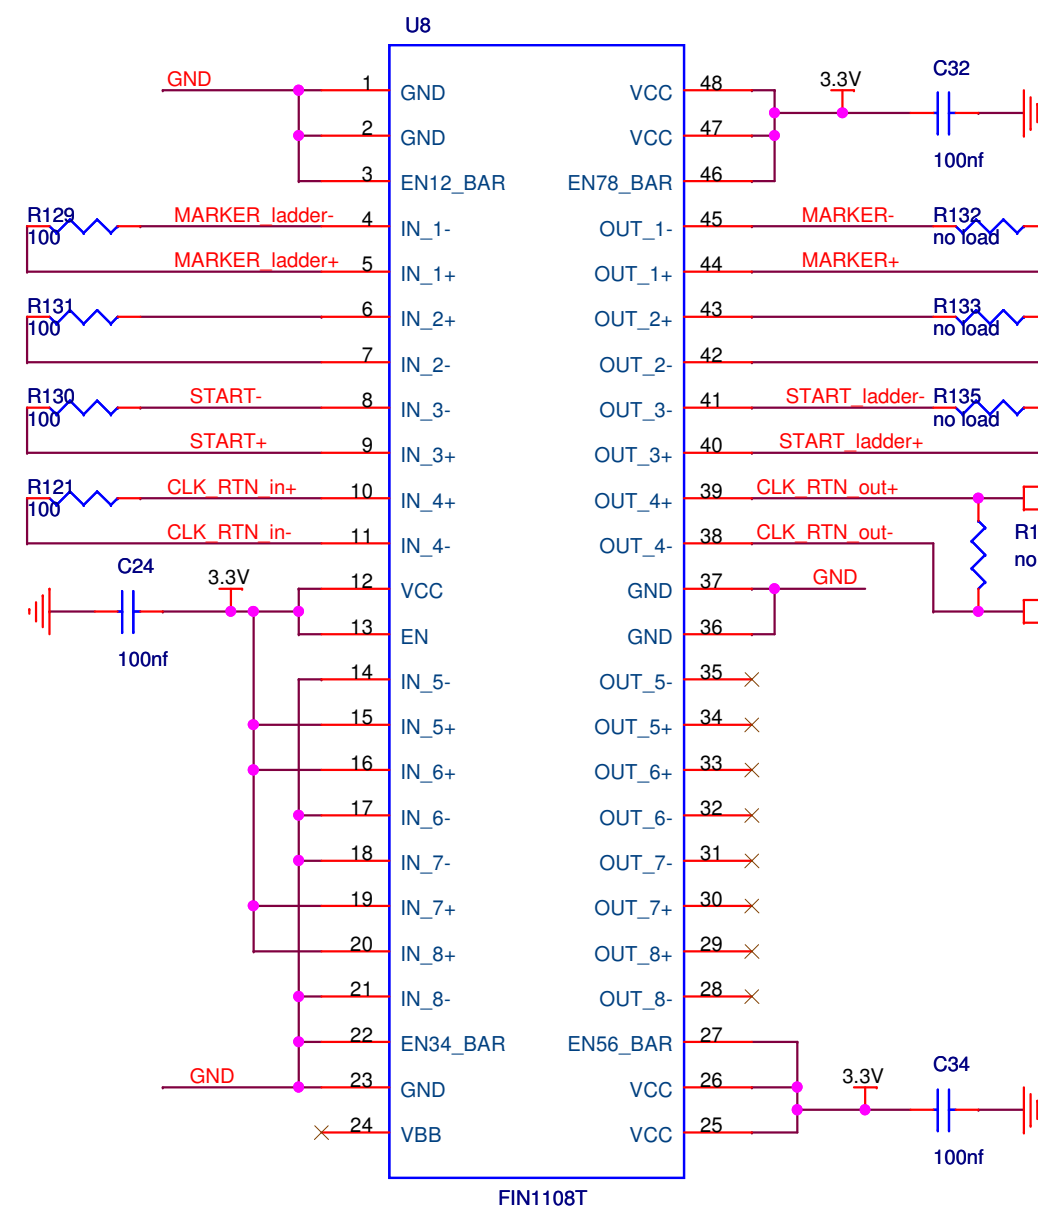 U8
GND 1 GND VCC 48 3.3V C32
2 GND VCC 47
100nf
3 EN12_BAR EN78_BAR 46
R129 MARKER_ladder- 4 IN_1- OUT_1- 45 MARKER- R132
100 no load
MARKER_ladder+ 5 IN_1+ OUT_1+ 44 MARKER+
R131 6 IN_2+ OUT_2+ 43 R133
100 no load
7 IN_2- OUT_2- 42
R130 START- 8 IN_3- OUT_3- 41 START_ladder- R135
100 no load
START+ 9 IN_3+ OUT_3+ 40 START_ladder+
R121 CLK_RTN_in+ 10 IN_4+ OUT_4+ 39 CLK_RTN_out+
100
CLK_RTN_in- 11 IN_4- OUT_4- 38 CLK_RTN_out- R1
no
C24 3.3V 12 VCC GND 37 GND
100nf 13 EN GND 36
14 IN_5- OUT_5- 35
15 IN_5+ OUT_5+ 34
16 IN_6+ OUT_6+ 33
17 IN_6- OUT_6- 32
18 IN_7- OUT_7- 31
19 IN_7+ OUT_7+ 30
20 IN_8+ OUT_8+ 29
21 IN_8- OUT_8- 28
22 EN34_BAR EN56_BAR 27
GND 23 GND VCC 26 3.3V C34
24 VBB VCC 25
100nf
FIN1108T